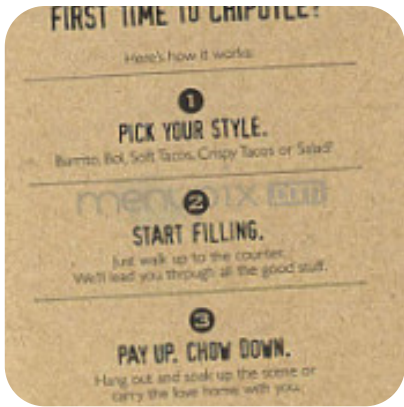 FIRST TIME TO CHIPOTLE?
Here's how it works:
1
PICK YOUR STYLE.
Burrito, Bol, Soft Tacos, Crispy Tacos or Salad?
menupix.com
2
START FILLING.
Just walk up to the counter.
We'll lead you through all the good stuff.
3
PAY UP. CHOW DOWN.
Hang out and soak up the scene or
carry the love home with you.